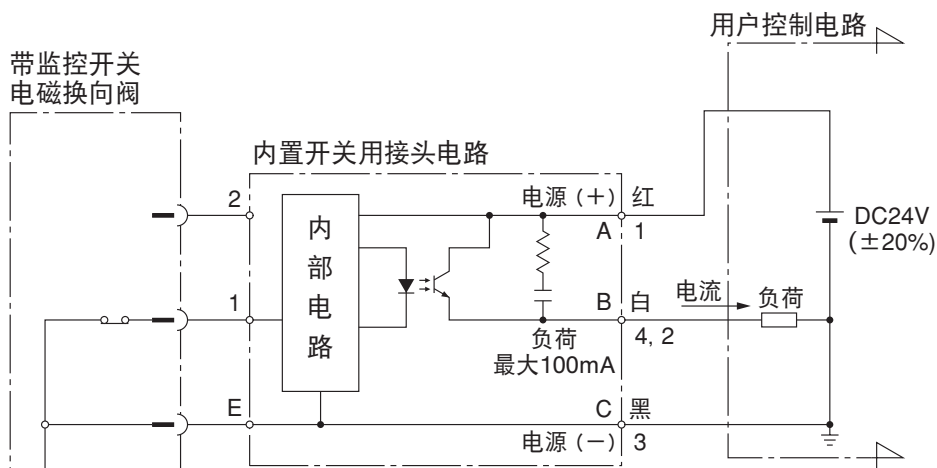 用户控制电路
带监控开关
电磁换向阀
内置开关用接头电路
2
电源（+） 红
A 1
DC24V
(±20%)
内部电路
1
B 白
电流
负荷
负荷
4, 2
最大100mA
E
C 黑
电源（−） 3